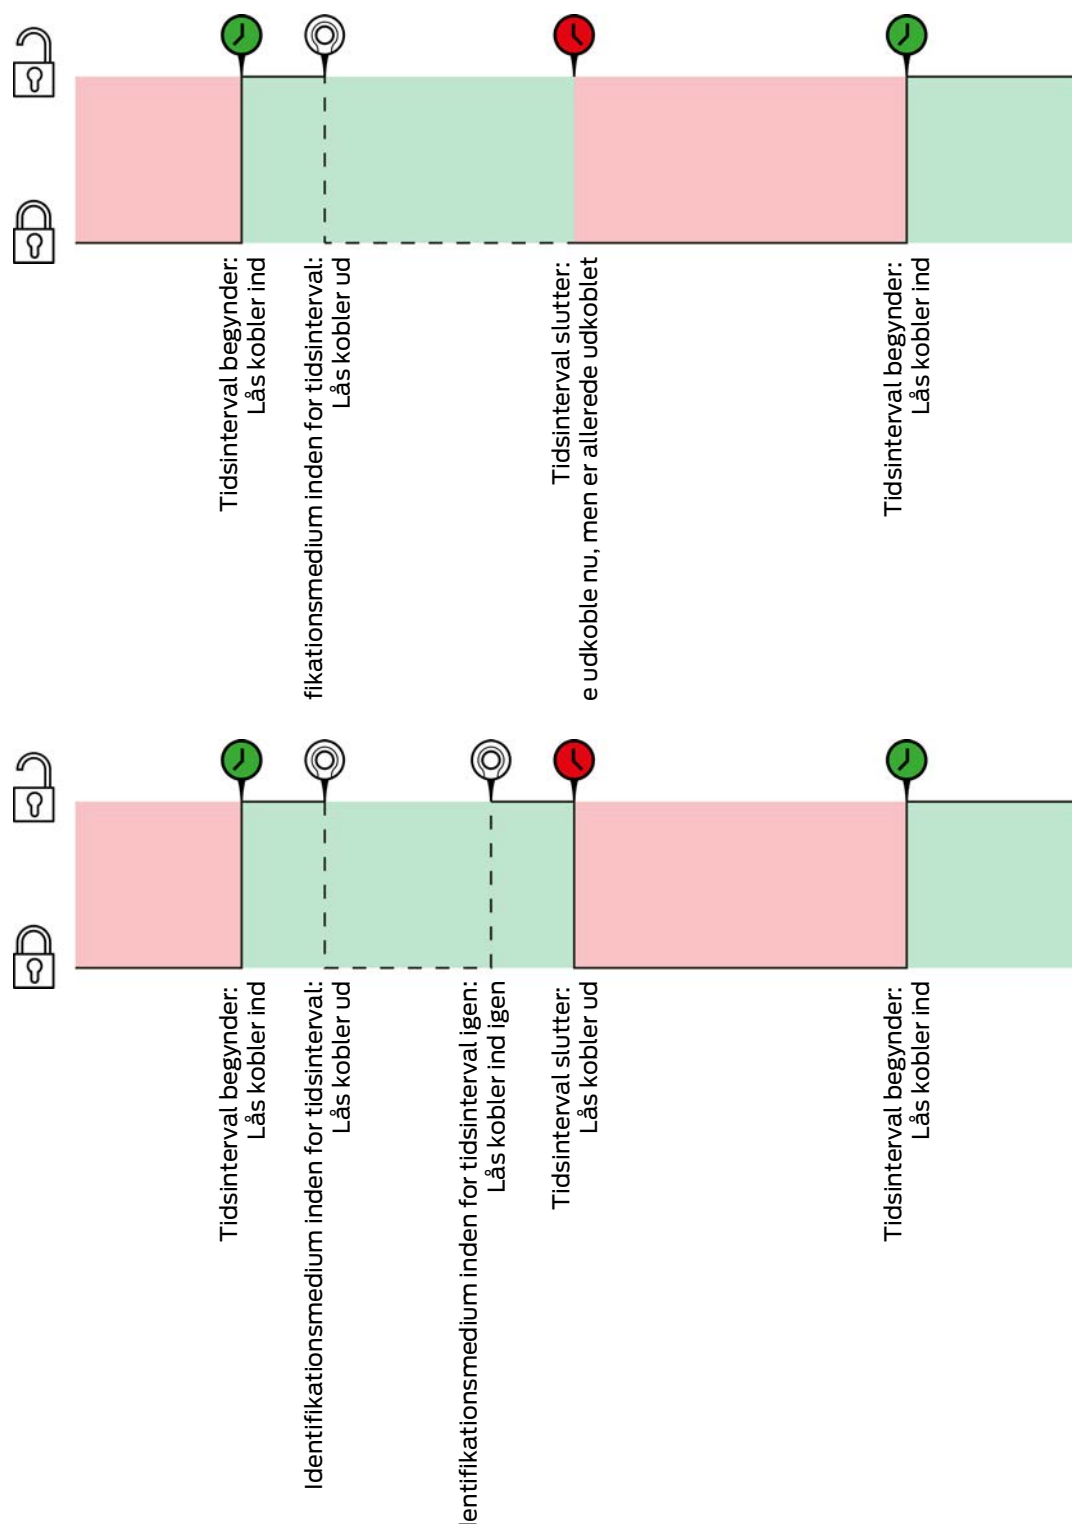 Tidsinterval begynder:
Lås kobler ind
fikationsmedium inden for tidsinterval:
Lås kobler ud
Tidsinterval slutter:
e udkoble nu, men er allerede udkoblet
Tidsinterval begynder:
Lås kobler ind
Tidsinterval begynder:
Lås kobler ind
Identifikationsmedium inden for tidsinterval:
Lås kobler ud
entifikationsmedium inden for tidsinterval igen:
Lås kobler ind igen
Tidsinterval slutter:
Lås kobler ud
Tidsinterval begynder:
Lås kobler ind